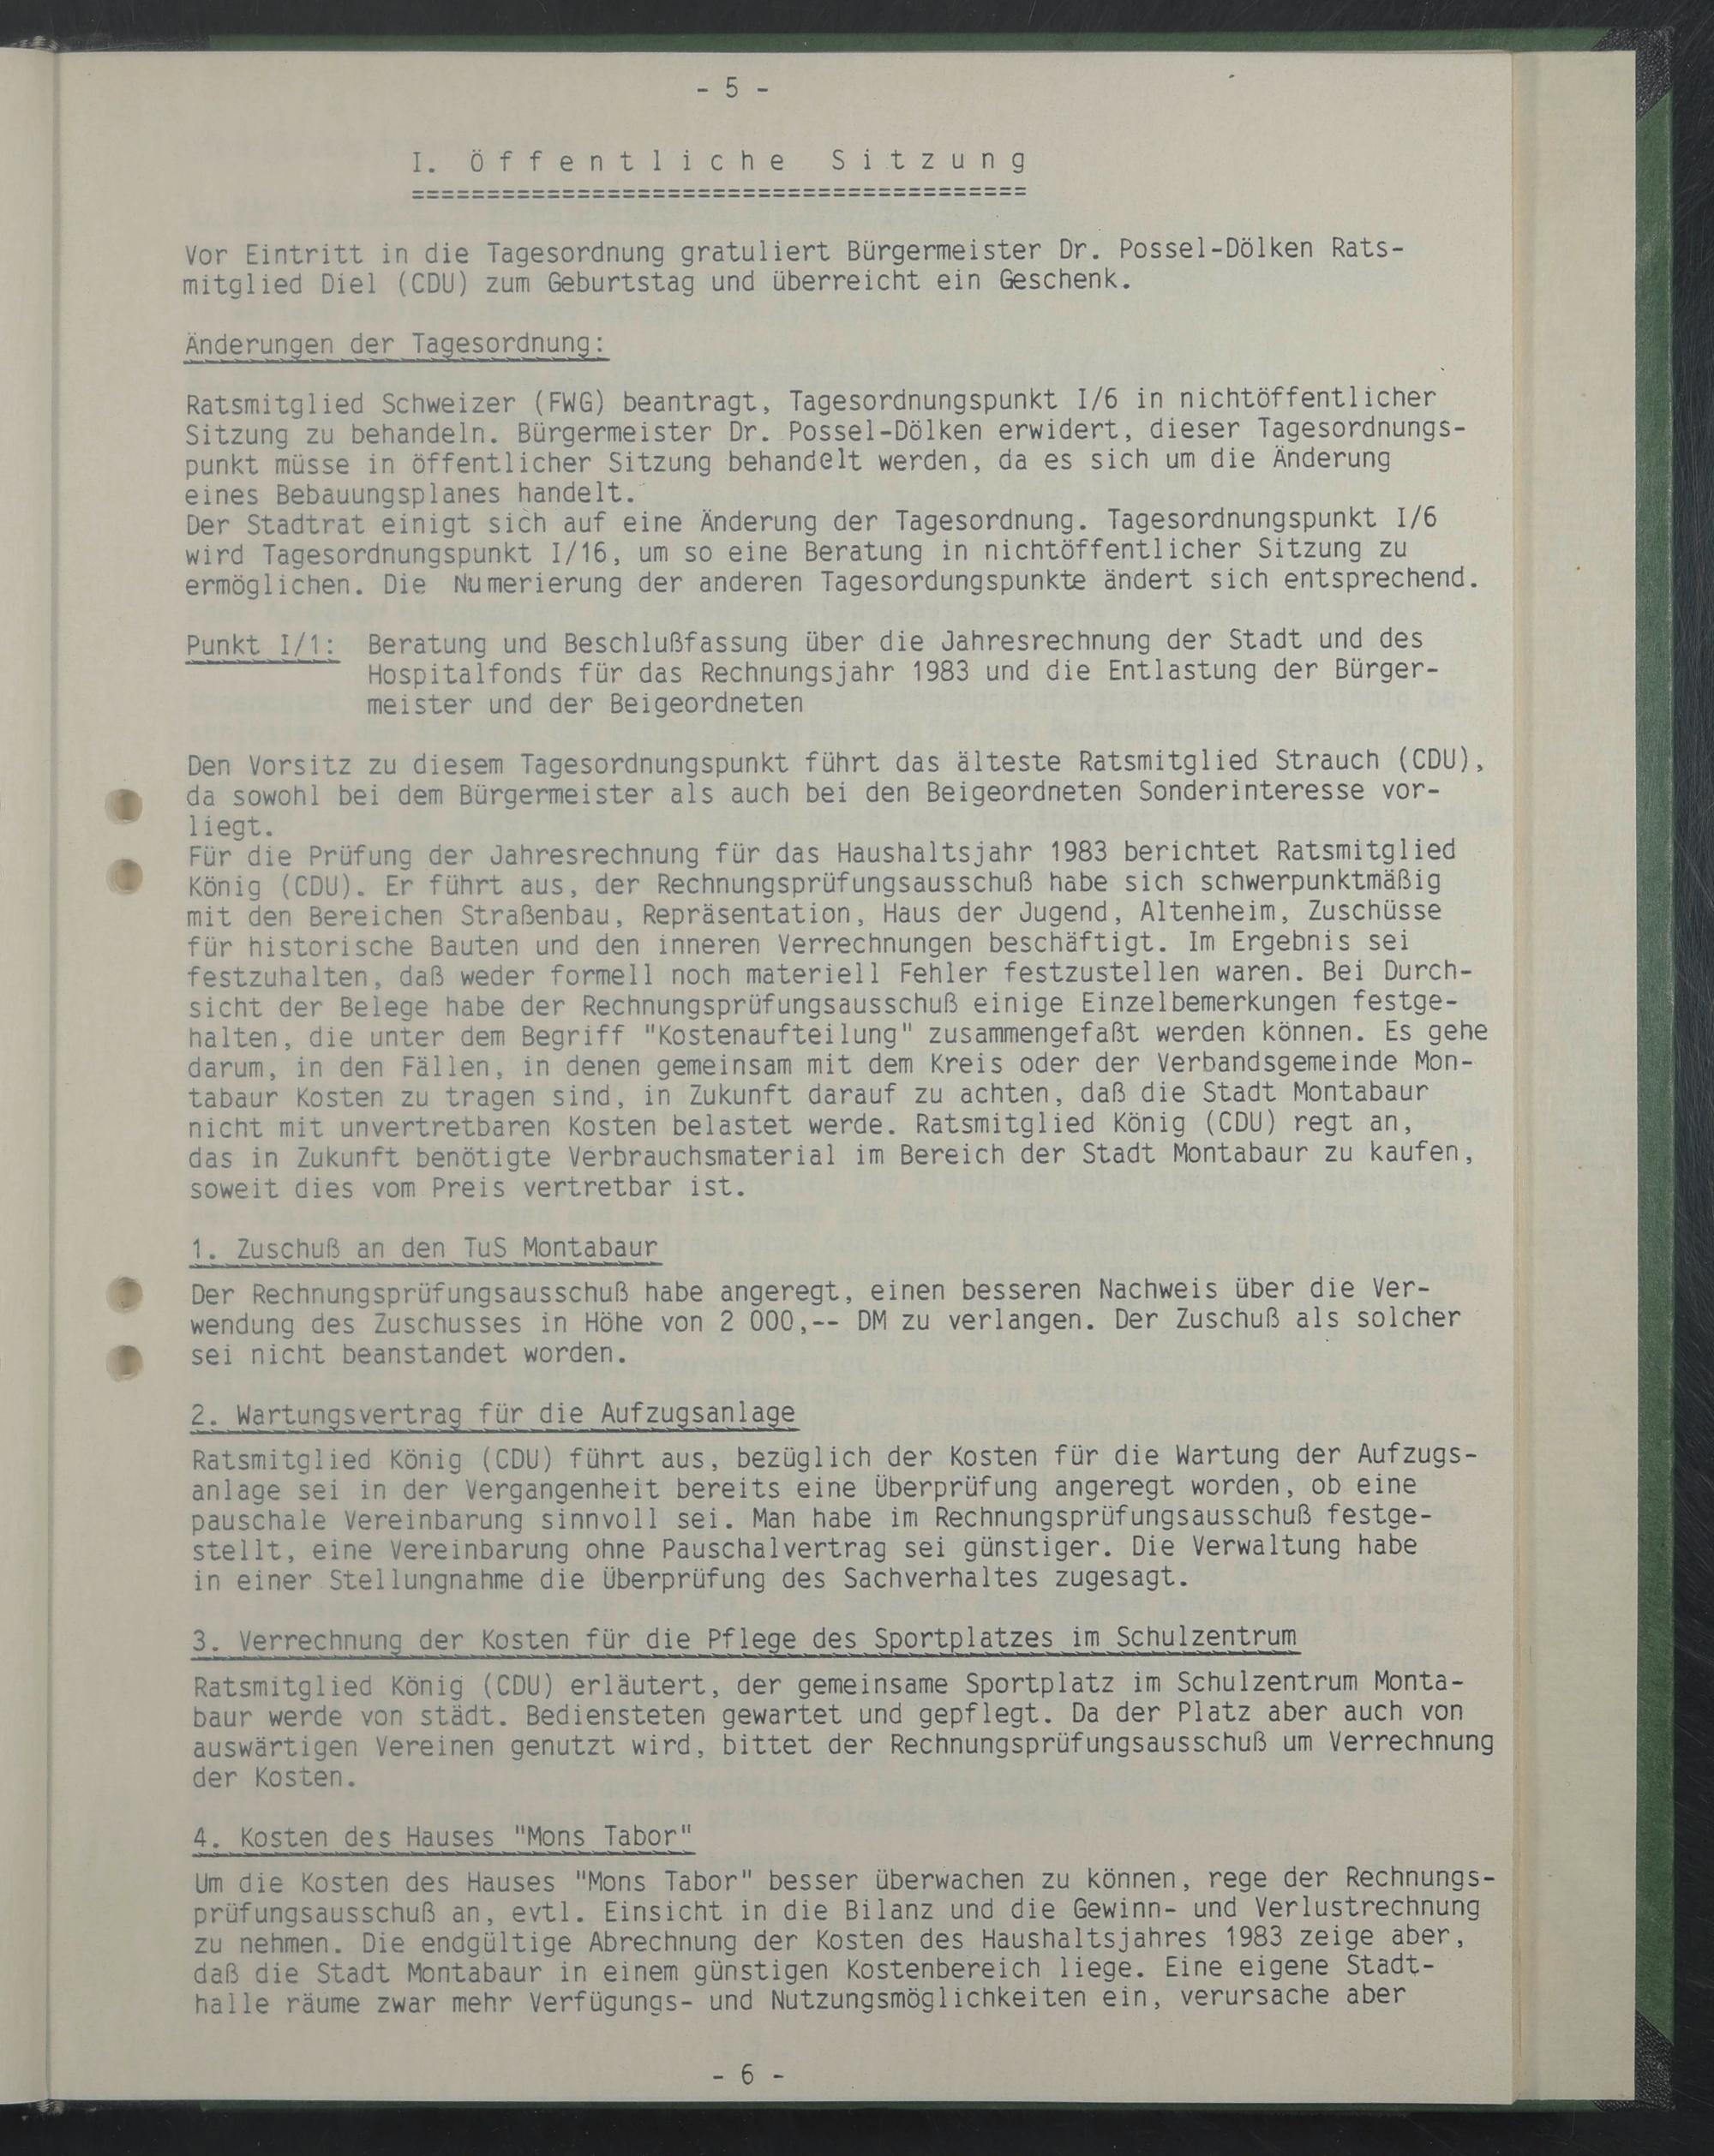 - 5 -
I. Öffentliche Sitzung
=========================================
Vor Eintritt in die Tagesordnung gratuliert Bürgermeister Dr. Possel-Dölken Rats-
mitglied Diel (CDU) zum Geburtstag und überreicht ein Geschenk.
Änderungen der Tagesordnung:
Ratsmitglied Schweizer (FWG) beantragt, Tagesordnungspunkt I/6 in nichtöffentlicher
Sitzung zu behandeln. Bürgermeister Dr. Possel-Dölken erwidert, dieser Tagesordnungs-
punkt müsse in öffentlicher Sitzung behandelt werden, da es sich um die Änderung
eines Bebauungsplanes handelt.
Der Stadtrat einigt sich auf eine Änderung der Tagesordnung. Tagesordnungspunkt I/6
wird Tagesordnungspunkt I/16, um so eine Beratung in nichtöffentlicher Sitzung zu
ermöglichen. Die Numerierung der anderen Tagesordungspunkte ändert sich entsprechend.
Punkt I/1: Beratung und Beschlußfassung über die Jahresrechnung der Stadt und des
Hospitalfonds für das Rechnungsjahr 1983 und die Entlastung der Bürger-
meister und der Beigeordneten
Den Vorsitz zu diesem Tagesordnungspunkt führt das älteste Ratsmitglied Strauch (CDU),
da sowohl bei dem Bürgermeister als auch bei den Beigeordneten Sonderinteresse vor-
liegt.
Für die Prüfung der Jahresrechnung für das Haushaltsjahr 1983 berichtet Ratsmitglied
König (CDU). Er führt aus, der Rechnungsprüfungsausschuß habe sich schwerpunktmäßig
mit den Bereichen Straßenbau, Repräsentation, Haus der Jugend, Altenheim, Zuschüsse
für historische Bauten und den inneren Verrechnungen beschäftigt. Im Ergebnis sei
festzuhalten, daß weder formell noch materiell Fehler festzustellen waren. Bei Durch-
sicht der Belege habe der Rechnungsprüfungsausschuß einige Einzelbemerkungen festge-
halten, die unter dem Begriff "Kostenaufteilung" zusammengefaßt werden können. Es gehe
darum, in den Fällen, in denen gemeinsam mit dem Kreis oder der Verbandsgemeinde Mon-
tabaur Kosten zu tragen sind, in Zukunft darauf zu achten, daß die Stadt Montabaur
nicht mit unvertretbaren Kosten belastet werde. Ratsmitglied König (CDU) regt an,
das in Zukunft benötigte Verbrauchsmaterial im Bereich der Stadt Montabaur zu kaufen,
soweit dies vom Preis vertretbar ist.
1. Zuschuß an den TuS Montabaur
Der Rechnungsprüfungsausschuß habe angeregt, einen besseren Nachweis über die Ver-
wendung des Zuschusses in Höhe von 2 000,-- DM zu verlangen. Der Zuschuß als solcher
sei nicht beanstandet worden.
2. Wartungsvertrag für die Aufzugsanlage
Ratsmitglied König (CDU) führt aus, bezüglich der Kosten für die Wartung der Aufzugs-
anlage sei in der Vergangenheit bereits eine Überprüfung angeregt worden, ob eine
pauschale Vereinbarung sinnvoll sei. Man habe im Rechnungsprüfungsausschuß festge-
stellt, eine Vereinbarung ohne Pauschalvertrag sei günstiger. Die Verwaltung habe
in einer Stellungnahme die Überprüfung des Sachverhaltes zugesagt.
3. Verrechnung der Kosten für die Pflege des Sportplatzes im Schulzentrum
Ratsmitglied König (CDU) erläutert, der gemeinsame Sportplatz im Schulzentrum Monta-
baur werde von städt. Bediensteten gewartet und gepflegt. Da der Platz aber auch von
auswärtigen Vereinen genutzt wird, bittet der Rechnungsprüfungsausschuß um Verrechnung
der Kosten.
4. Kosten des Hauses "Mons Tabor"
Um die Kosten des Hauses "Mons Tabor" besser überwachen zu können, rege der Rechnungs-
prüfungsausschuß an, evtl. Einsicht in die Bilanz und die Gewinn- und Verlustrechnung
zu nehmen. Die endgültige Abrechnung der Kosten des Haushaltsjahres 1983 zeige aber,
daß die Stadt Montabaur in einem günstigen Kostenbereich liege. Eine eigene Stadt-
halle räume zwar mehr Verfügungs- und Nutzungsmöglichkeiten ein, verursache aber
- 6 -